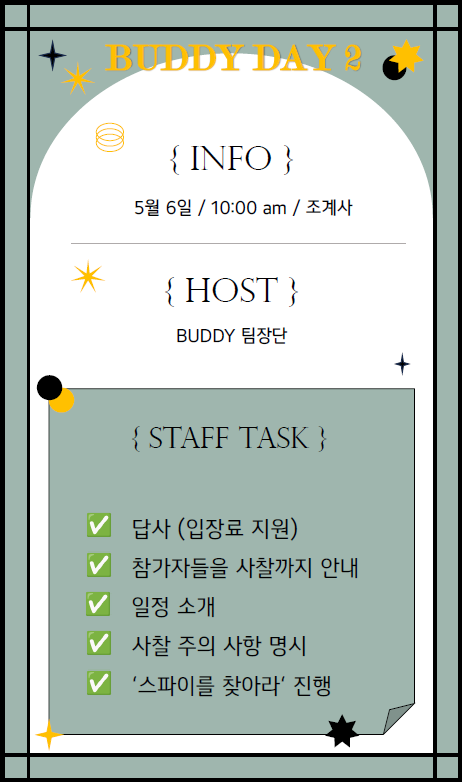 BUDDY DAY 2
{ INFO }
5월 6일 / 10:00 am / 조계사
{ HOST }
BUDDY 팀장단
{ STAFF TASK }
✅ 답사 (입장료 지원)
✅ 참가자들을 사찰까지 안내
✅ 일정 소개
✅ 사찰 주의 사항 명시
✅ ‘스파이를 찾아라‘ 진행